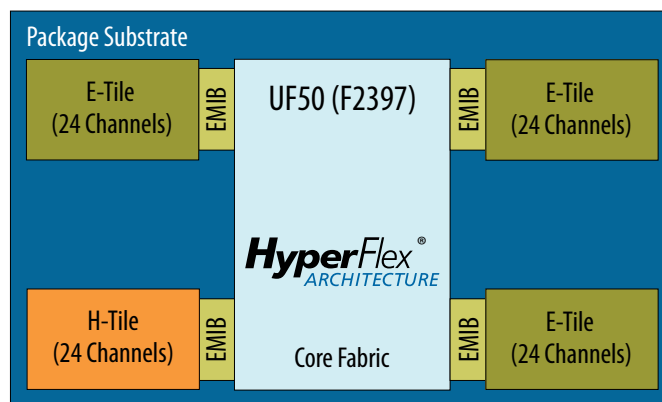 Package Substrate
E-Tile
(24 Channels)
EMIB
UF50 (F2397)
EMIB
E-Tile
(24 Channels)
HyperFlex®
ARCHITECTURE
H-Tile
(24 Channels)
EMIB
Core Fabric
EMIB
E-Tile
(24 Channels)